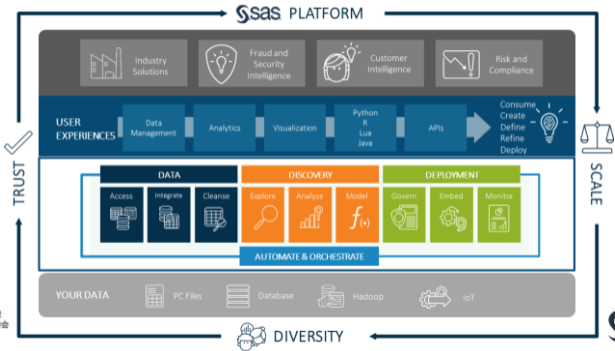 sas PLATFORM
Industry
Solutions
Fraud and
Security
Intelligence
Customer
Intelligence
Risk and
Compliance
USER
EXPERIENCES
Data
Management
Analytics
Visualization
Python
R
Lua
Java
APIs
Consume
Create
Define
Refine
Deploy
TRUST
SCALE
DATA
DISCOVERY
DEPLOYMENT
Access
Integrate
Cleanse
Explore
Analyze
Model
f(•)
Govern
Embed
Monitor
AUTOMATE & ORCHESTRATE
YOUR DATA
PC Files
Database
Hadoop
IoT
DIVERSITY